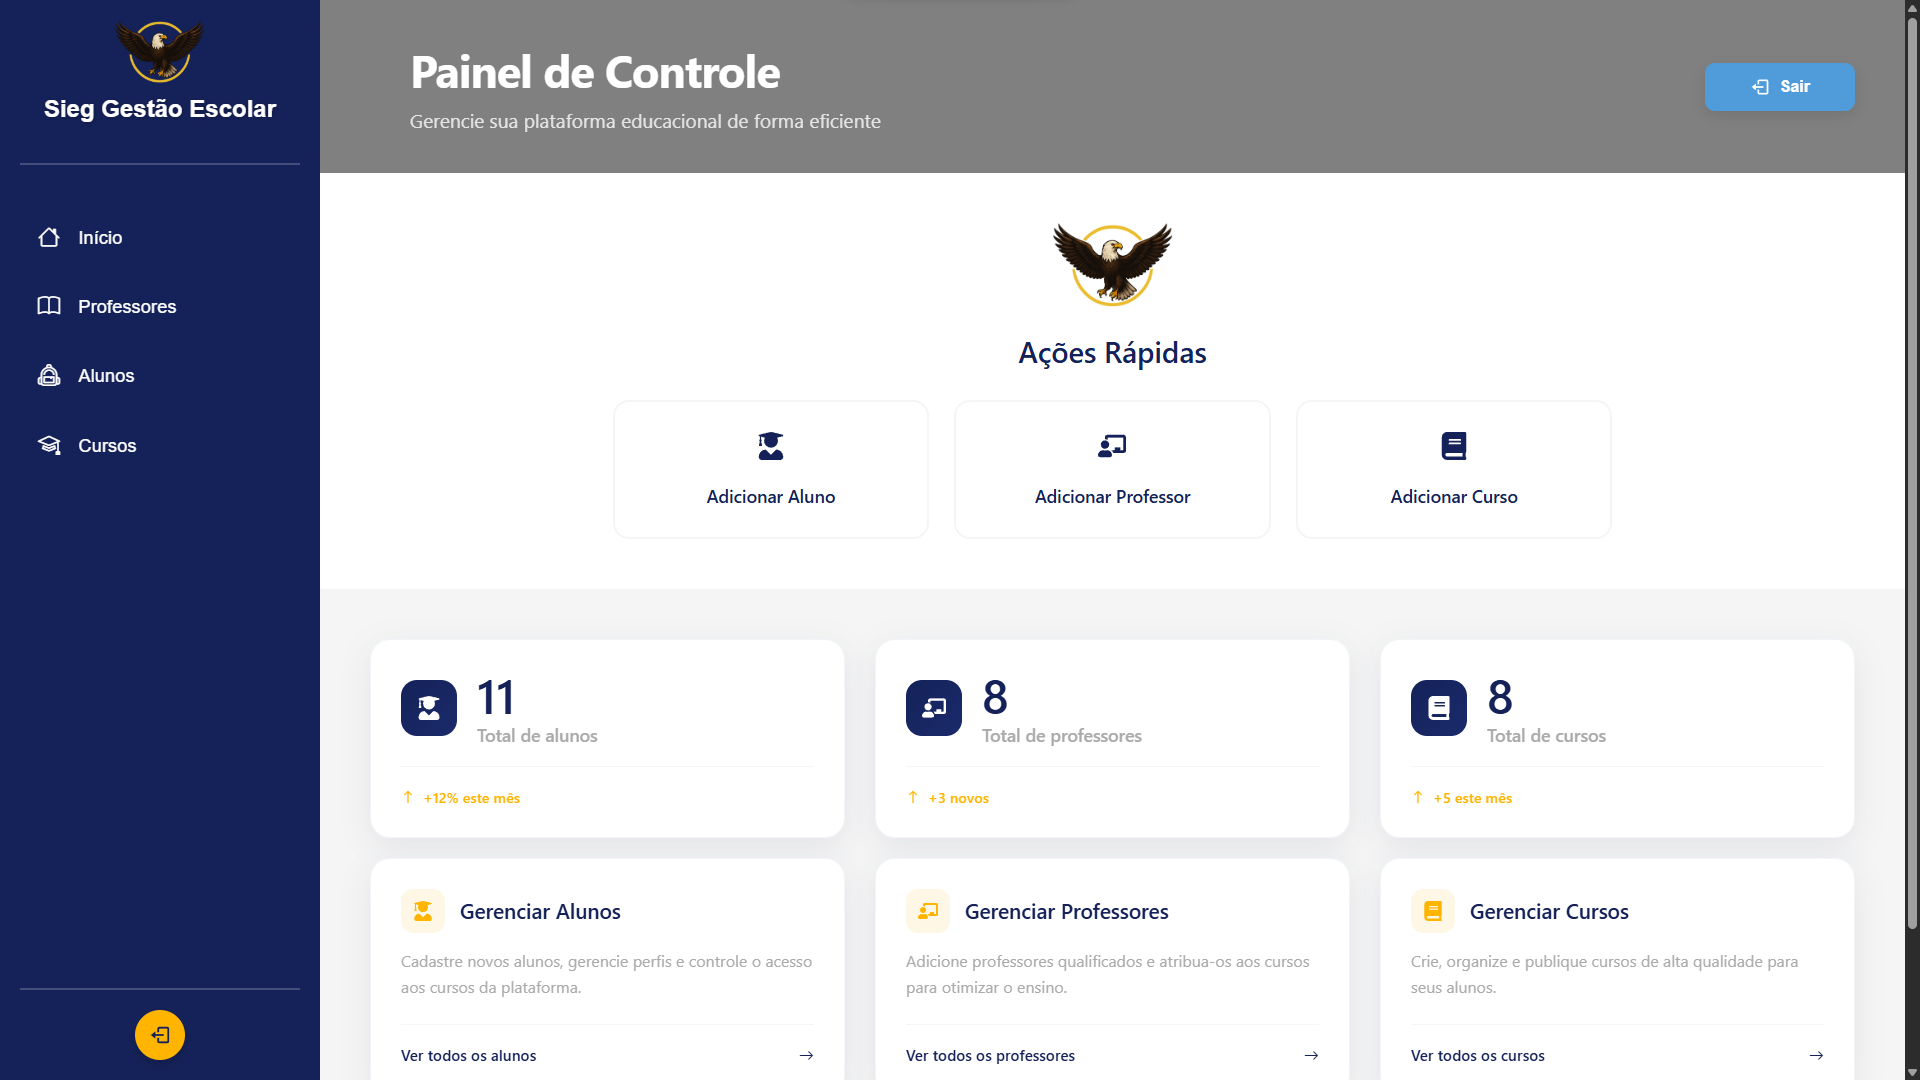 Sieg Gestão Escolar
Início
Professores
Alunos
Cursos
Painel de Controle
Gerencie sua plataforma educacional de forma eficiente
Sair
Ações Rápidas
Adicionar Aluno
Adicionar Professor
Adicionar Curso
11
Total de alunos
+12% este mês
8
Total de professores
+3 novos
8
Total de cursos
+5 este mês
Gerenciar Alunos
Cadastre novos alunos, gerencie perfis e controle o acesso
aos cursos da plataforma.
Ver todos os alunos
Gerenciar Professores
Adicione professores qualificados e atribua-os aos cursos
para otimizar o ensino.
Ver todos os professores
Gerenciar Cursos
Crie, organize e publique cursos de alta qualidade para
seus alunos.
Ver todos os cursos